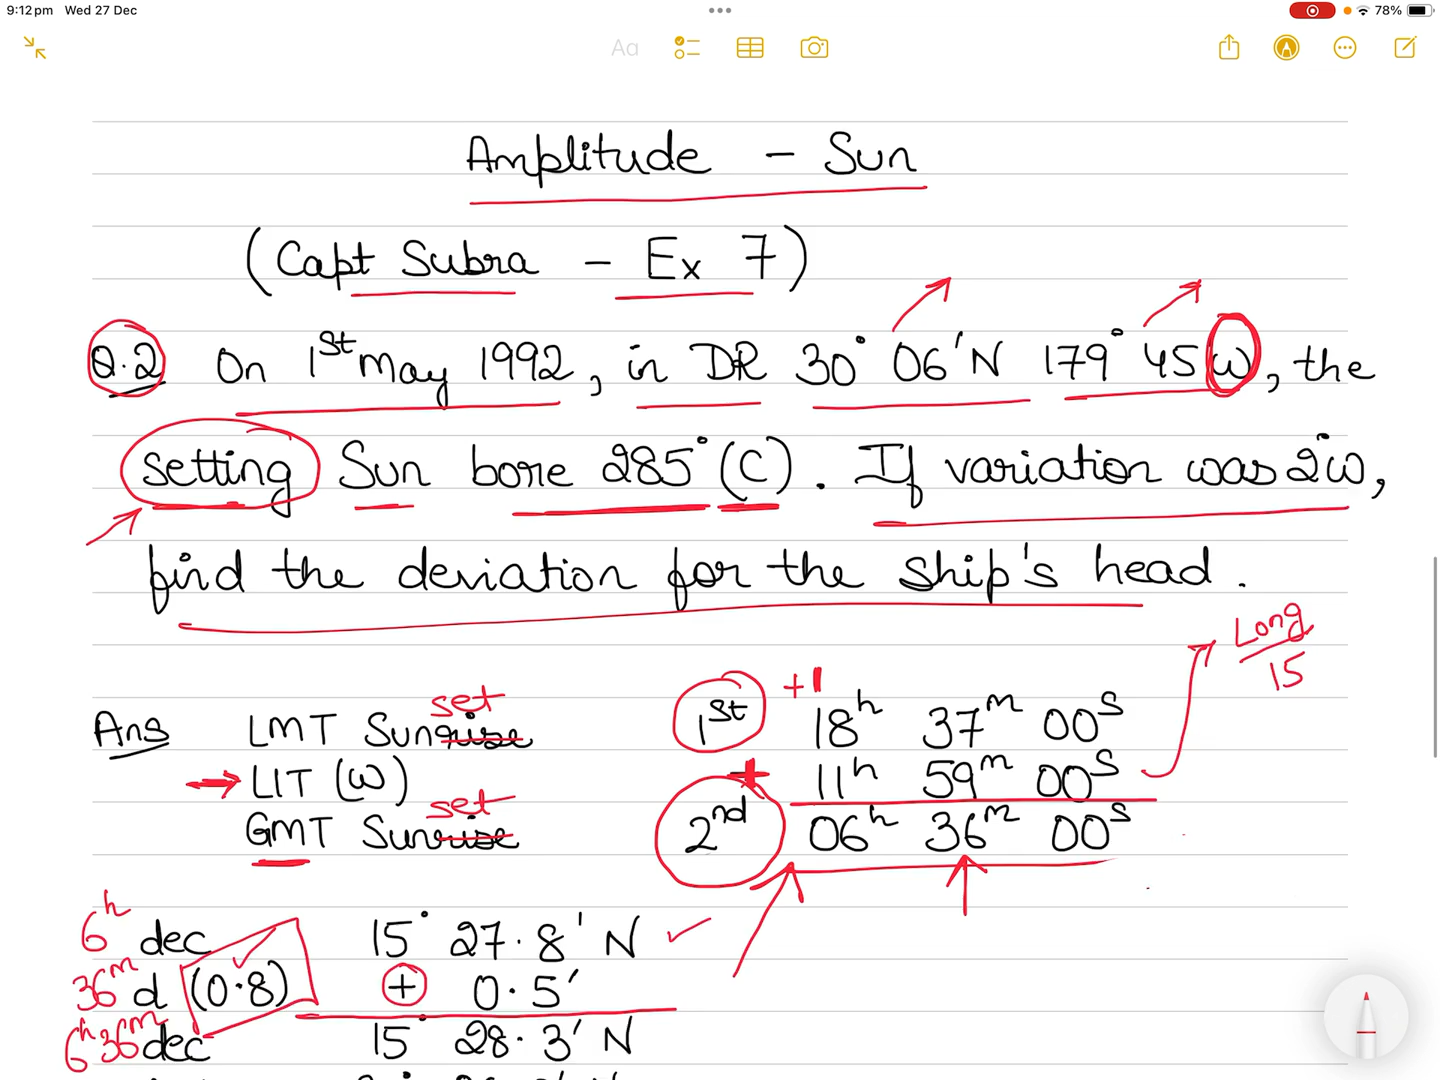 9:12 pm Wed 27 Dec
78%
Aa
Amplitude - Sun
(Capt Subra - Ex 7)
Q.2 On 1st May 1992, in DR 30° 06'N 179° 45 W, the
setting Sun bore 285° (C). If variation was 2°W,
find the deviation for the ship's head.
Long
15
set
+1
Ans LMT Sunrise 1st 18h 37m 00s
LIT (W) + 11h 59m 00s
set
GMT Sunrise 2nd 06h 36m 00s
6h dec 15° 27.8' N
36m d (0.8) + 0.5'
6h36m dec 15° 28.3' N